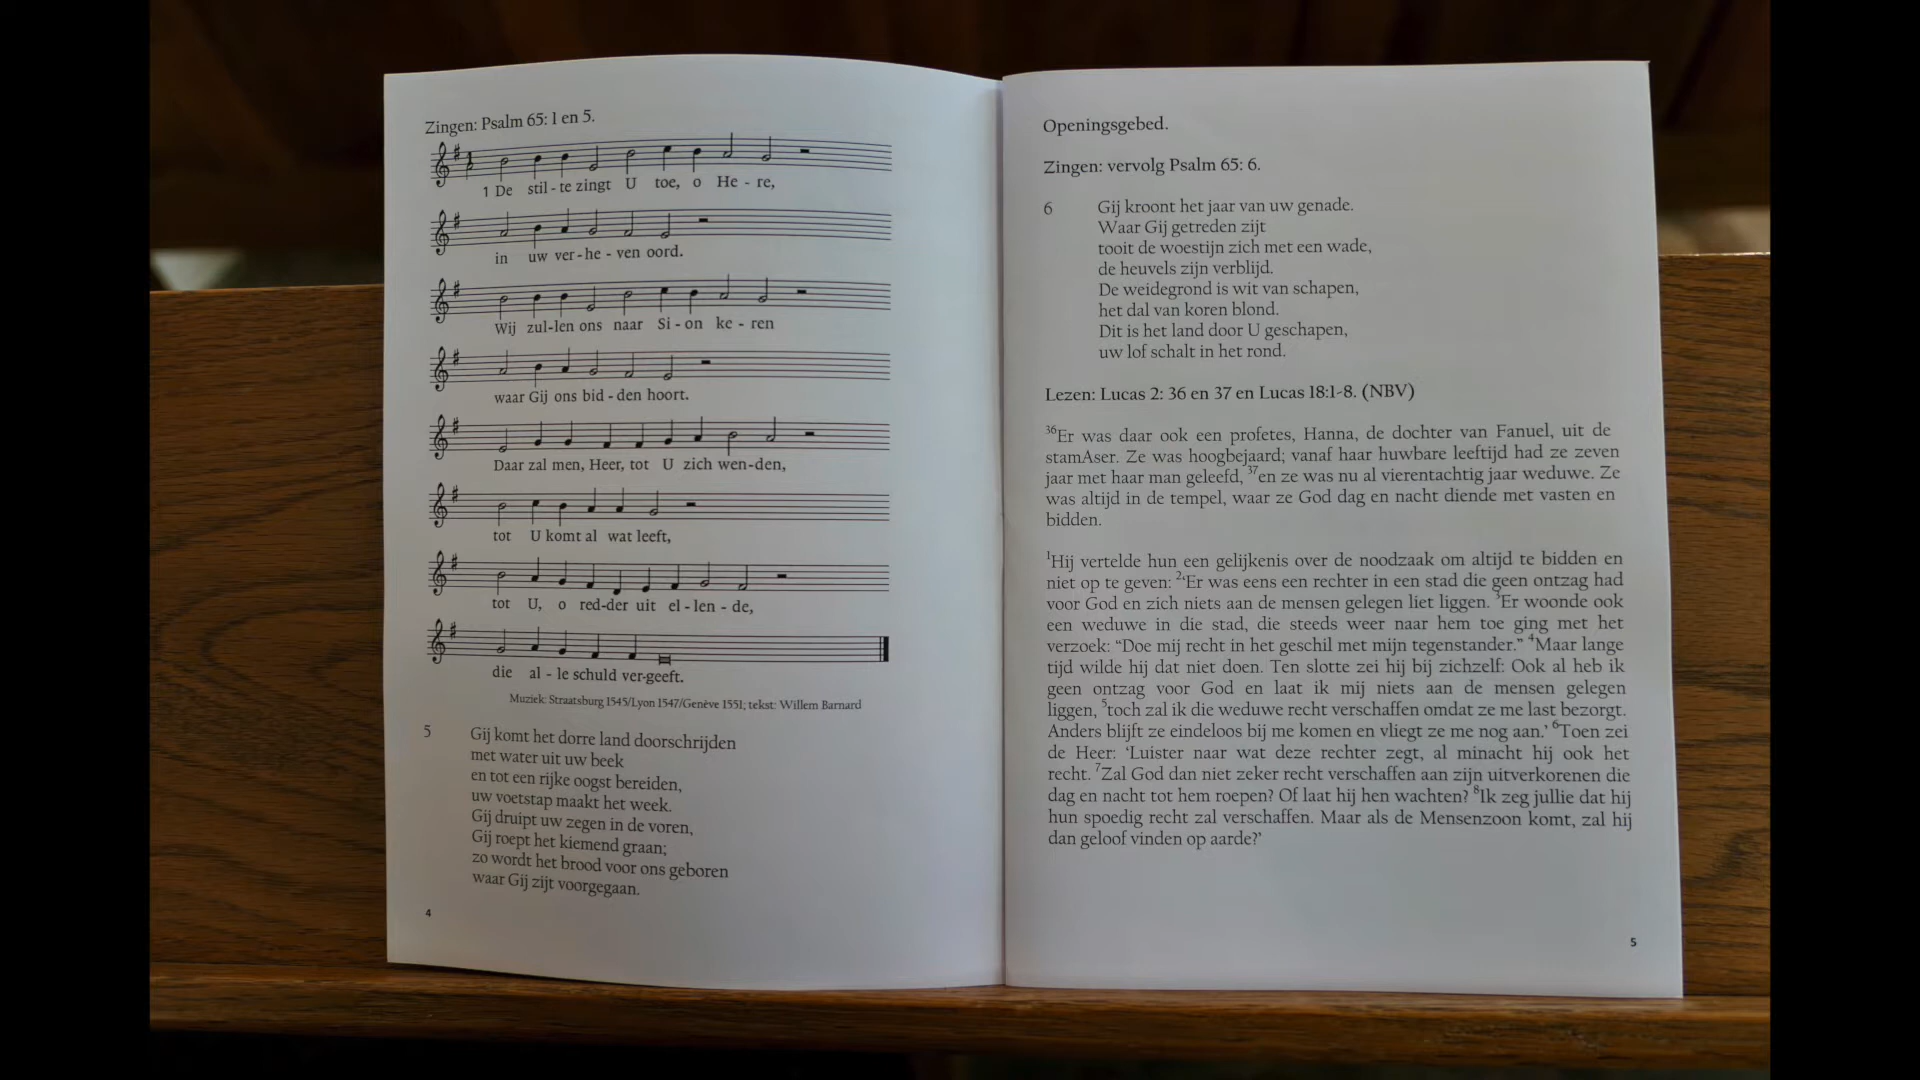 Zingen: Psalm 65: 1 en 5.
1 De stil - te zingt U toe, o He - re,
in uw ver - he - ven oord.
Wij zul-len ons naar Si - on ke - ren
waar Gij ons bid - den hoort.
Daar zal men, Heer, tot U zich wen-den,
tot U komt al wat leeft,
tot U, o red-der uit el - len - de,
die al - le schuld ver-geeft.
Muziek: Straatsburg 1545/Lyon 1547/Genève 1551; tekst: Willem Barnard
5 Gij komt het dorre land doorschrijden
met water uit uw beek
en tot een rijke oogst bereiden,
uw voetstap maakt het week.
Gij druipt uw zegen in de voren,
Gij roept het kiemend graan;
zo wordt het brood voor ons geboren
waar Gij zijt voorgegaan.
4
Openingsgebed.
Zingen: vervolg Psalm 65: 6.
6 Gij kroont het jaar van uw genade.
Waar Gij getreden zijt
tooit de woestijn zich met een wade,
de heuvels zijn verblijd.
De weidegrond is wit van schapen,
het dal van koren blond.
Dit is het land door U geschapen,
uw lof schalt in het rond.
Lezen: Lucas 2: 36 en 37 en Lucas 18:1-8. (NBV)
36Er was daar ook een profetes, Hanna, de dochter van Fanuel, uit de
stamAser. Ze was hoogbejaard; vanaf haar huwbare leeftijd had ze zeven
jaar met haar man geleefd, 37en ze was nu al vierentachtig jaar weduwe. Ze
was altijd in de tempel, waar ze God dag en nacht diende met vasten en
bidden.
1Hij vertelde hun een gelijkenis over de noodzaak om altijd te bidden en
niet op te geven: 2‘Er was eens een rechter in een stad die geen ontzag had
voor God en zich niets aan de mensen gelegen liet liggen. 3Er woonde ook
een weduwe in die stad, die steeds weer naar hem toe ging met het
verzoek: “Doe mij recht in het geschil met mijn tegenstander.” 4Maar lange
tijd wilde hij dat niet doen. Ten slotte zei hij bij zichzelf: Ook al heb ik
geen ontzag voor God en laat ik mij niets aan de mensen gelegen
liggen, 5toch zal ik die weduwe recht verschaffen omdat ze me last bezorgt.
Anders blijft ze eindeloos bij me komen en vliegt ze me nog aan.’ 6Toen zei
de Heer: ‘Luister naar wat deze rechter zegt, al minacht hij ook het
recht. 7Zal God dan niet zeker recht verschaffen aan zijn uitverkorenen die
dag en nacht tot hem roepen? Of laat hij hen wachten? 8Ik zeg jullie dat hij
hun spoedig recht zal verschaffen. Maar als de Mensenzoon komt, zal hij
dan geloof vinden op aarde?’
5